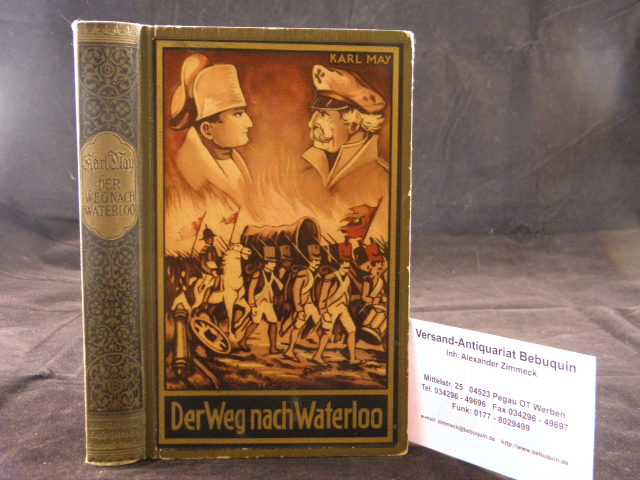 KARL MAY
Karl May
DER
WEG NACH
WATERLOO
Der Weg nach Waterloo
Versand-Antiquariat Bebuquin
Inh. Alexander Zimmeck
Mittelstr. 25 04523 Pegau OT Werben
Tel. 034296 - 49696 Fax 034296 - 49697
Funk: 0177 - 8029499
e-mail: zimmeck@bebuquin.de http://www.bebuquin.de